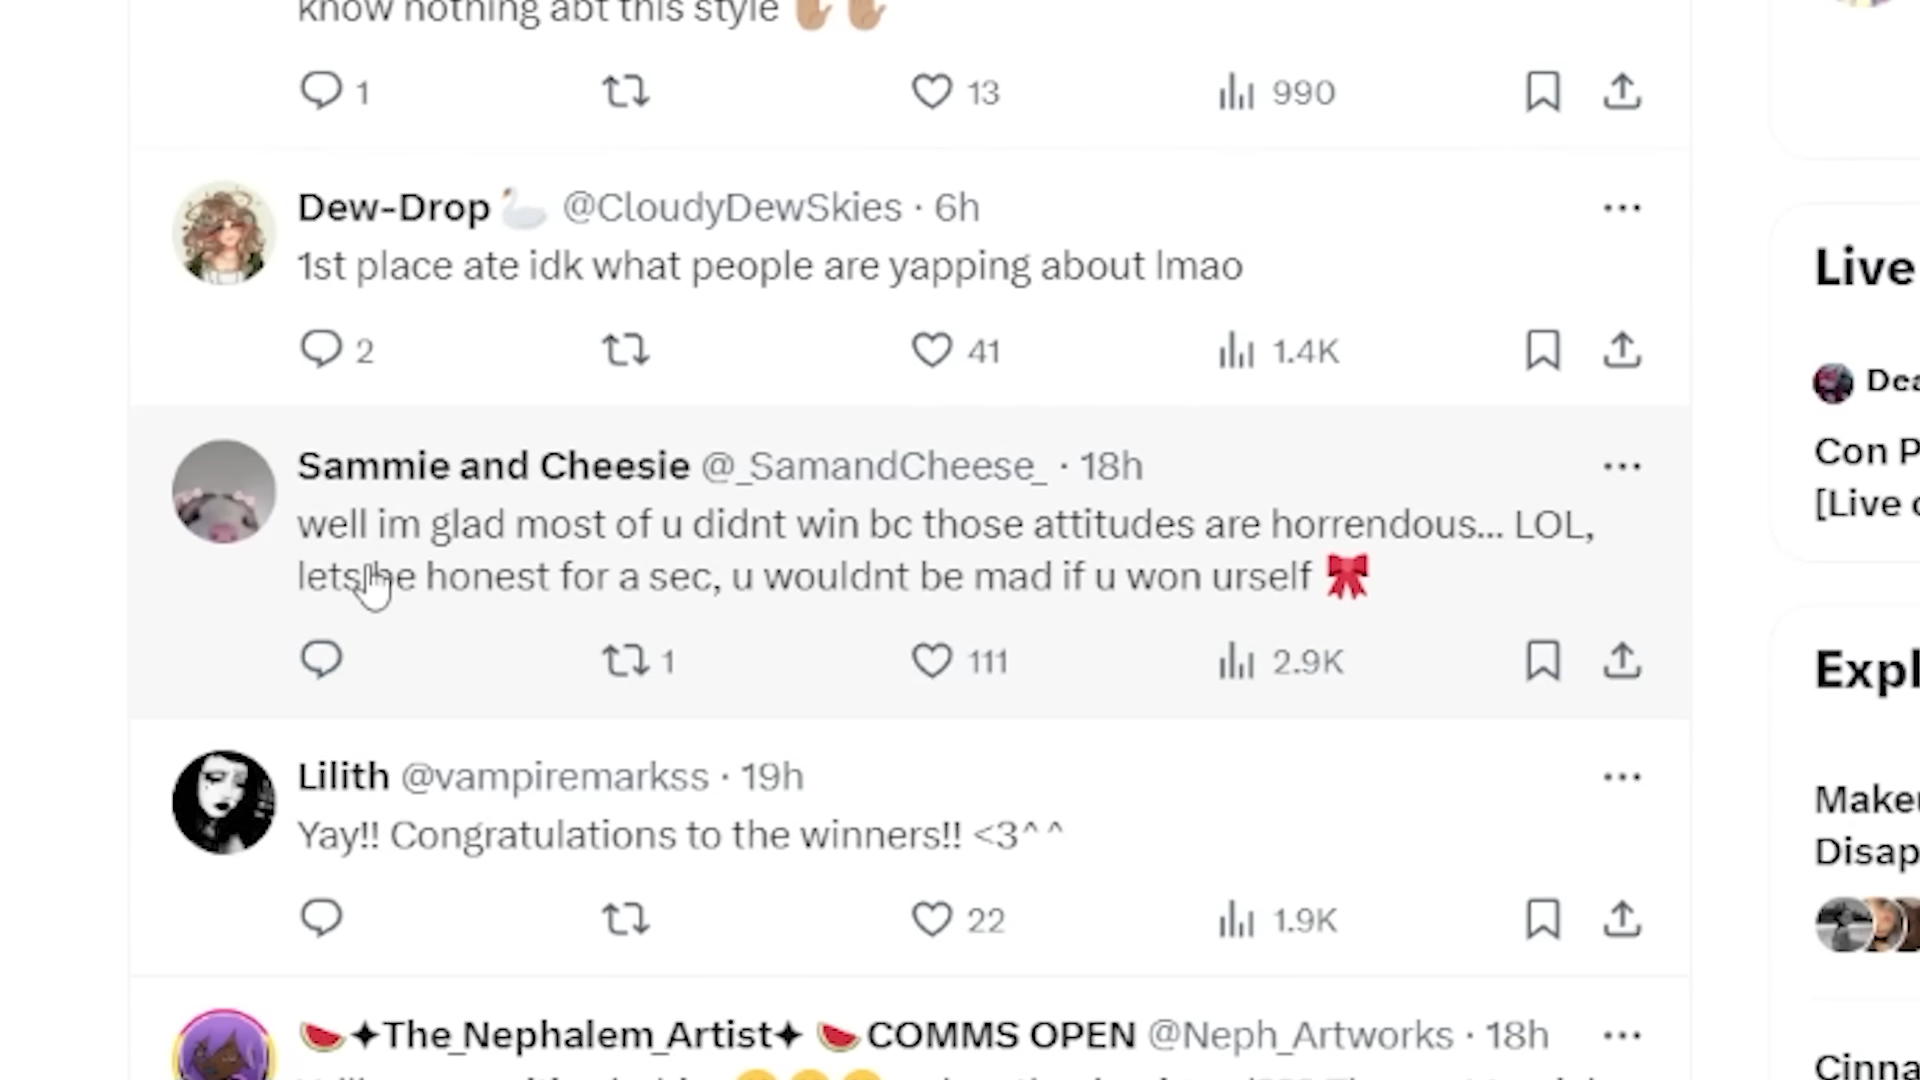 know nothing abt this style 🤚🏽🤚🏽
1
13
990
Dew-Drop 🦢 @CloudyDewSkies · 6h
1st place ate idk what people are yapping about lmao
2
41
1.4K
Sammie and Cheesie @_SamandCheese_ · 18h
well im glad most of u didnt win bc those attitudes are horrendous... LOL,
lets be honest for a sec, u wouldnt be mad if u won urself 🎀
1
111
2.9K
Lilith @vampiremarkss · 19h
Yay!! Congratulations to the winners!! <3^^
22
1.9K
🍉✦The_Nephalem_Artist✦ 🍉COMMS OPEN @Neph_Artworks · 18h
Live
Con P
[Live
Expl
Disap